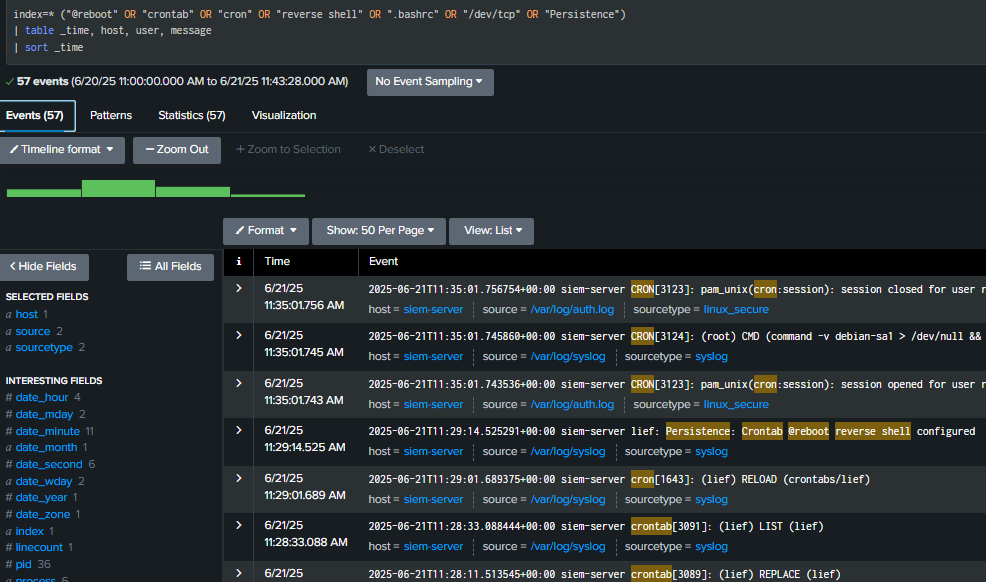 index=* ("@reboot" OR "crontab" OR "cron" OR "reverse shell" OR ".bashrc" OR "/dev/tcp" OR "Persistence")
| table _time, host, user, message
| sort _time
57 events (6/20/25 11:00:00.000 AM to 6/21/25 11:43:28.000 AM)
No Event Sampling
Events (57)
Patterns
Statistics (57)
Visualization
Timeline format
− Zoom Out
+ Zoom to Selection
× Deselect
Format
Show: 50 Per Page
View: List
< Hide Fields
All Fields
SELECTED FIELDS
a host 1
a source 2
a sourcetype 2
INTERESTING FIELDS
# date_hour 4
# date_mday 2
# date_minute 11
a date_month 1
# date_second 6
a date_wday 2
# date_year 1
# date_zone 1
a index 1
# linecount 1
# pid 36
a process 6
i Time Event
> 6/21/25
11:35:01.756 AM
2025-06-21T11:35:01.756754+00:00 siem-server CRON[3123]: pam_unix(cron:session): session closed for user r
host = siem-server source = /var/log/auth.log sourcetype = linux_secure
> 6/21/25
11:35:01.745 AM
2025-06-21T11:35:01.745860+00:00 siem-server CRON[3124]: (root) CMD (command -v debian-sa1 > /dev/null &&
host = siem-server source = /var/log/syslog sourcetype = syslog
> 6/21/25
11:35:01.743 AM
2025-06-21T11:35:01.743536+00:00 siem-server CRON[3123]: pam_unix(cron:session): session opened for user r
host = siem-server source = /var/log/auth.log sourcetype = linux_secure
> 6/21/25
11:29:14.525 AM
2025-06-21T11:29:14.525291+00:00 siem-server lief: Persistence: Crontab @reboot reverse shell configured
host = siem-server source = /var/log/syslog sourcetype = syslog
> 6/21/25
11:29:01.689 AM
2025-06-21T11:29:01.689375+00:00 siem-server cron[1643]: (lief) RELOAD (crontabs/lief)
host = siem-server source = /var/log/syslog sourcetype = syslog
> 6/21/25
11:28:33.088 AM
2025-06-21T11:28:33.088444+00:00 siem-server crontab[3091]: (lief) LIST (lief)
host = siem-server source = /var/log/syslog sourcetype = syslog
> 6/21/25
2025-06-21T11:28:11.513545+00:00 siem-server crontab[3089]: (lief) REPLACE (lief)